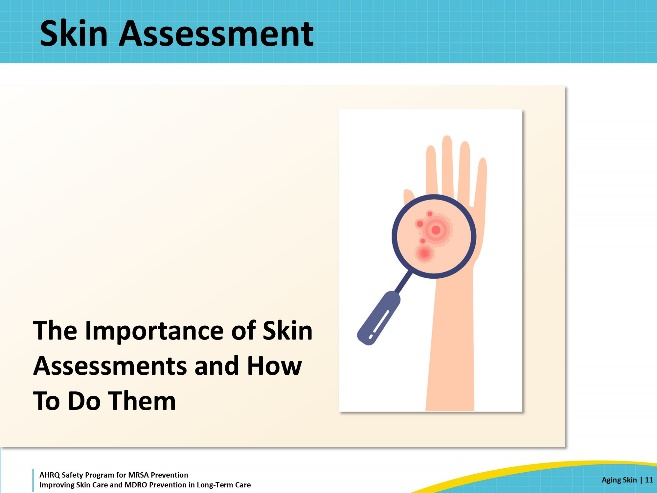 Skin Assessment
The Importance of Skin
Assessments and How
To Do Them
AHRQ Safety Program for MRSA Prevention
Improving Skin Care and MDRO Prevention in Long-Term Care
Aging Skin | 11